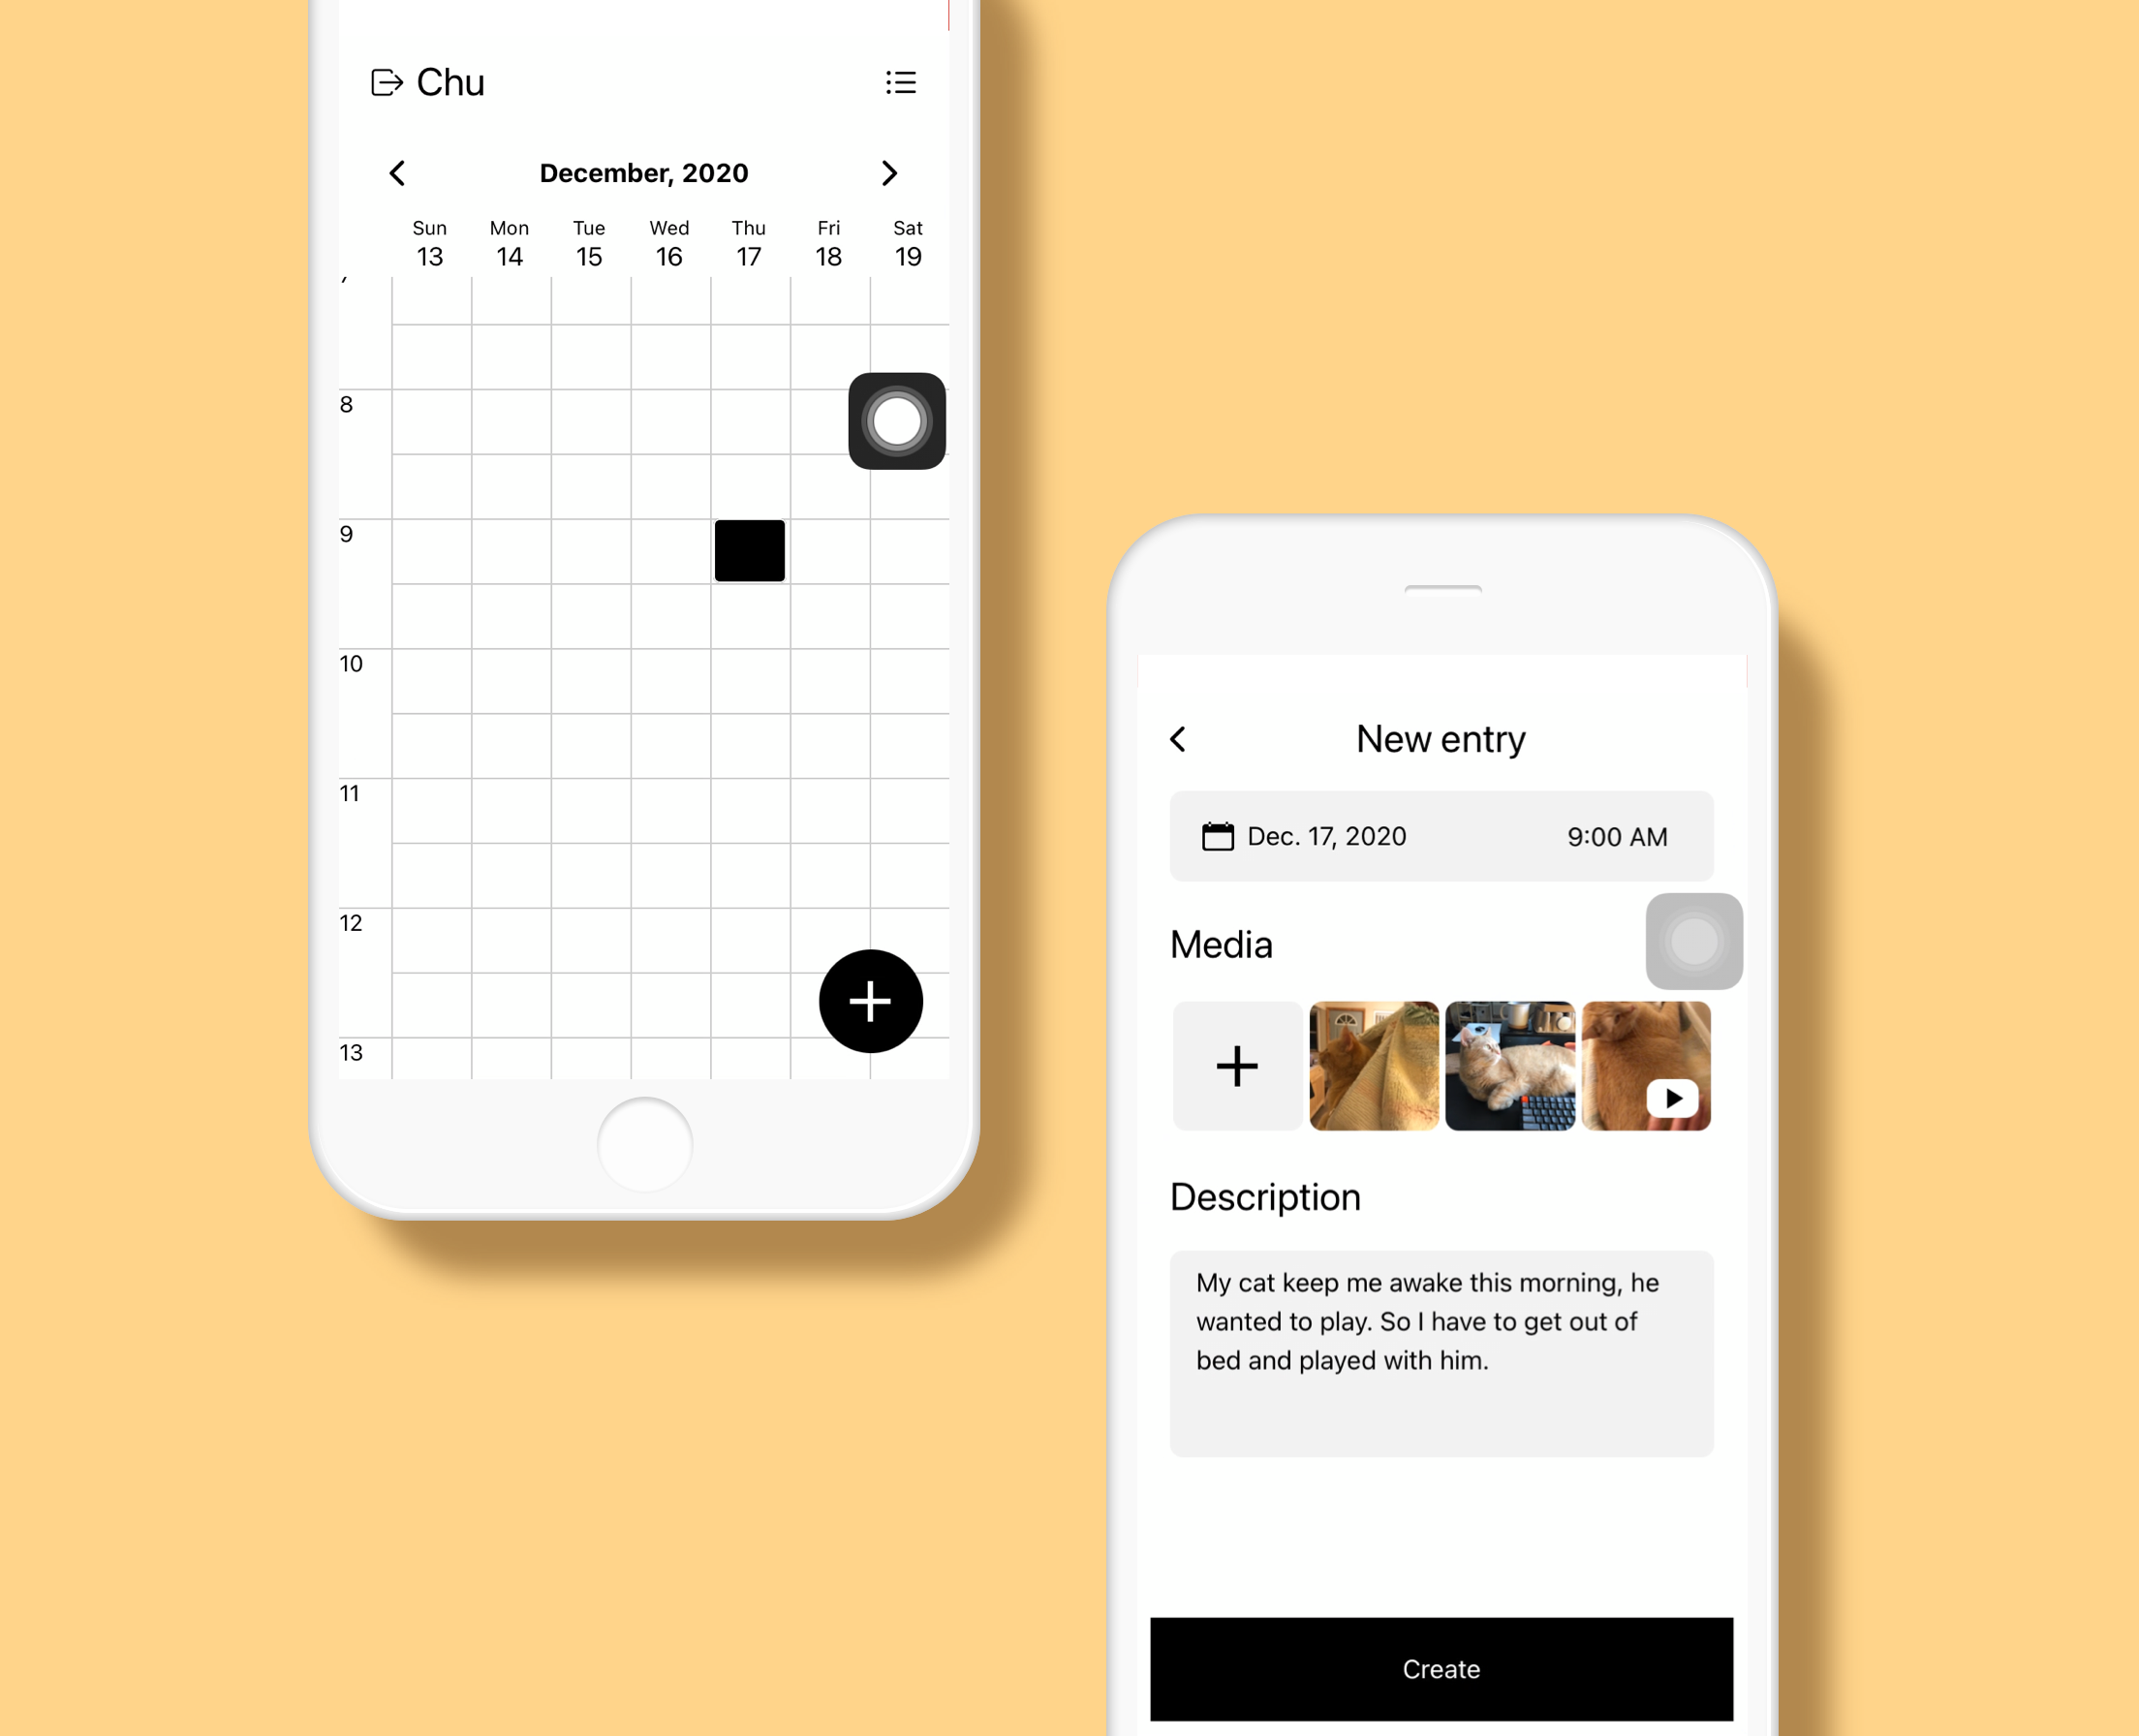 Chu
December, 2020
Sun Mon Tue Wed Thu Fri Sat
13 14 15 16 17 18 19
8
9
10
11
12
13
New entry
Dec. 17, 2020 9:00 AM
Media
Description
My cat keep me awake this morning, he
wanted to play. So I have to get out of
bed and played with him.
Create